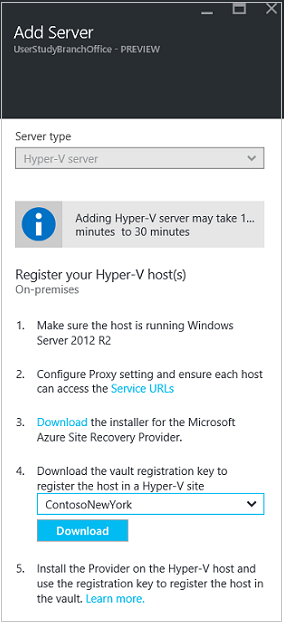 Add Server
UserStudyBranchOffice - PREVIEW
Server type
Hyper-V server
Adding Hyper-V server may take 1...
minutes to 30 minutes
Register your Hyper-V host(s)
On-premises
1. Make sure the host is running Windows
Server 2012 R2
2. Configure Proxy setting and ensure each host
can access the Service URLs
3. Download the installer for the Microsoft
Azure Site Recovery Provider.
4. Download the vault registration key to
register the host in a Hyper-V site
ContosoNewYork
Download
5. Install the Provider on the Hyper-V host and
use the registration key to register the host in
the vault. Learn more.